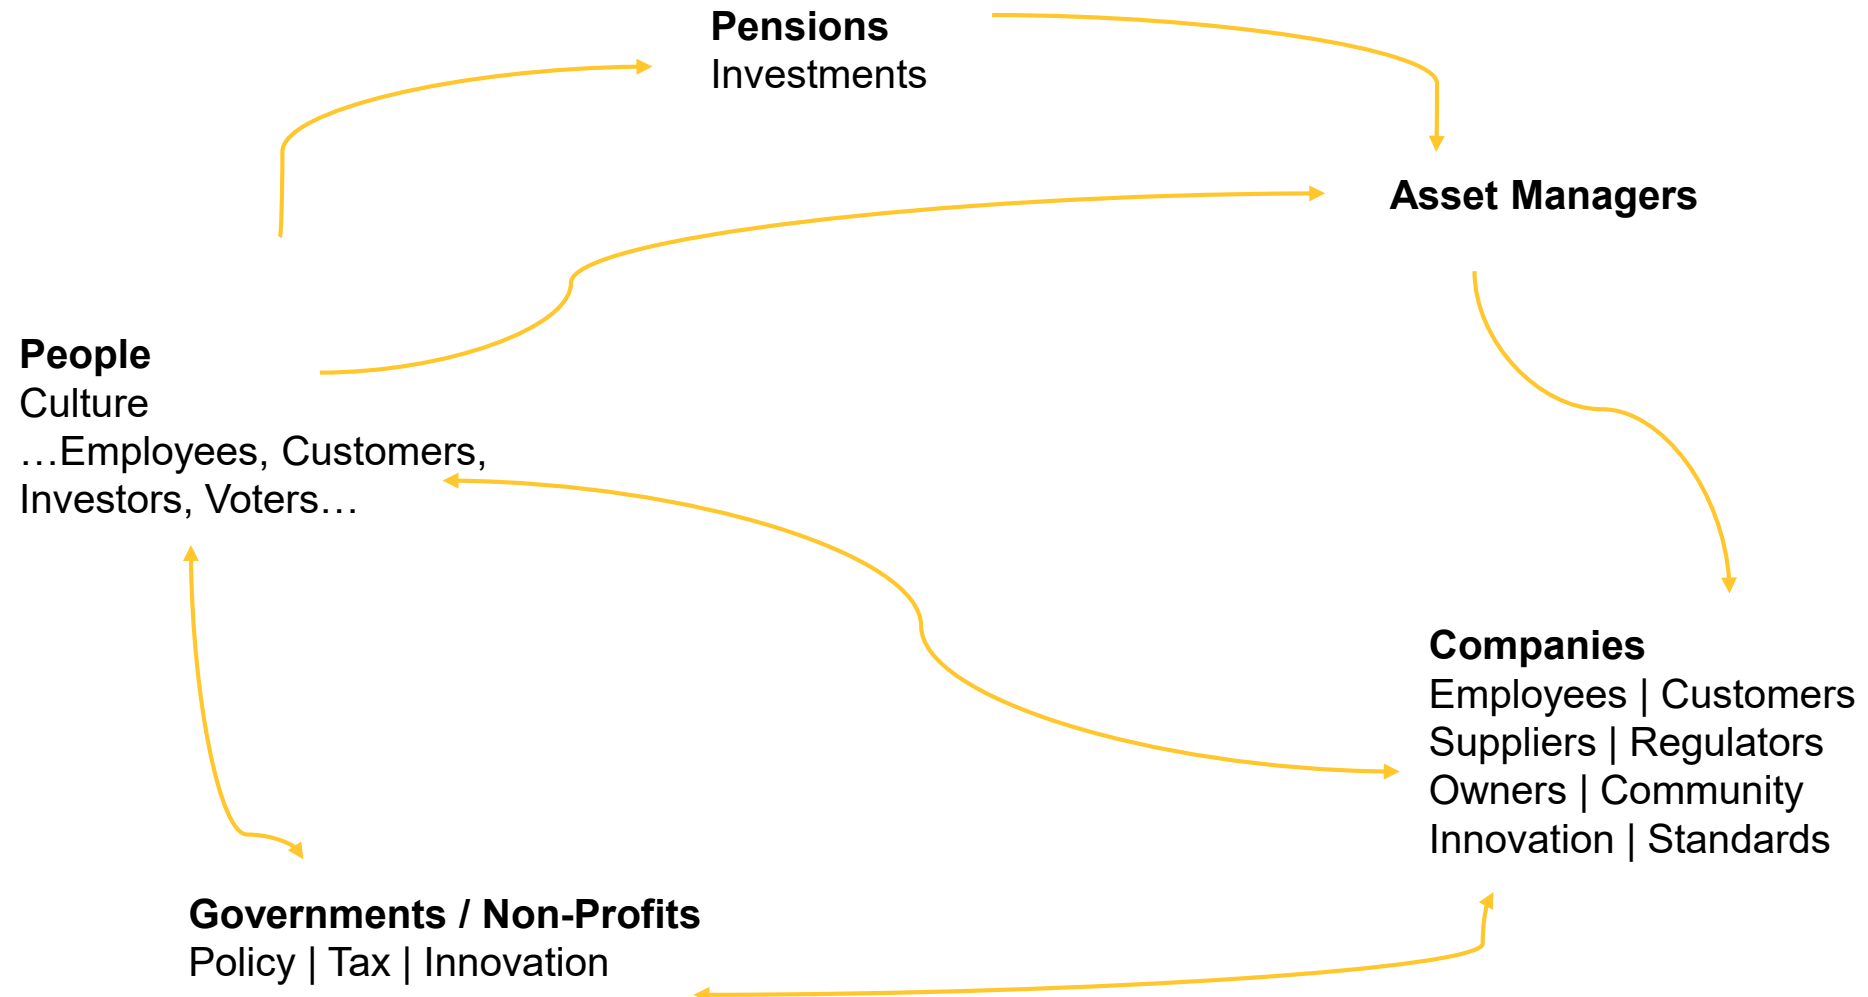 Pensions
Investments
Asset Managers
People
Culture
…Employees, Customers,
Investors, Voters…
Companies
Employees | Customers
Suppliers | Regulators
Owners | Community
Innovation | Standards
Governments / Non-Profits
Policy | Tax | Innovation